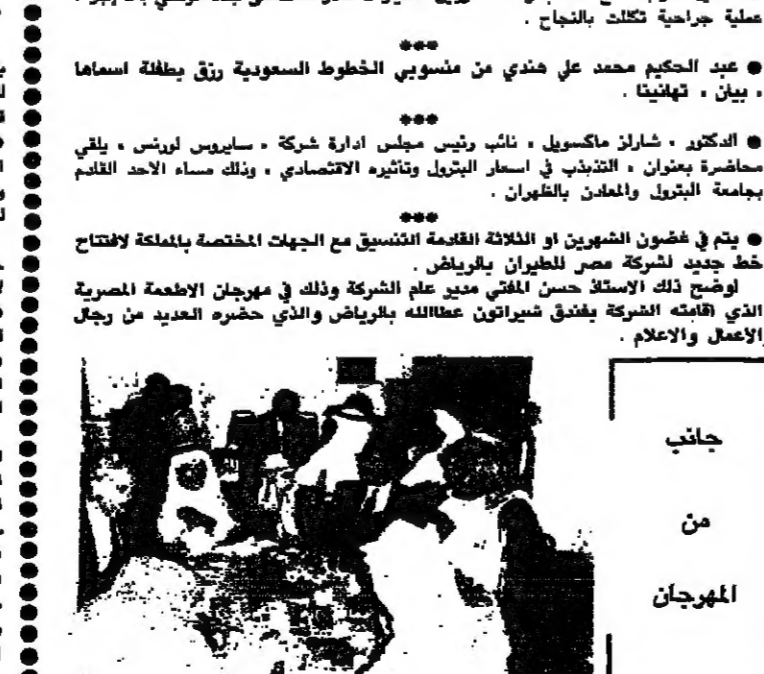 عملية جراحية تكللت بالنجاح .
***
● عبد الحكيم محمد علي هندي من منسوبي الخطوط السعودية رزق بطفلة اسماها
« بيان » تهانينا .
***
● الدكتور « شارلز ماكسويل » نائب رئيس مجلس ادارة شركة « سايروس لورنس » يلقي
محاضرة بعنوان « التذبذب في اسعار البترول وتأثيره الاقتصادي » وذلك مساء الاحد القادم
بجامعة البترول والمعادن بالظهران .
***
● يتم في غضون الشهرين او الثلاثة القادمة التنسيق مع الجهات المختصة بالمملكة لافتتاح
خط جديد لشركة مصر للطيران بالرياض .
اوضح ذلك الاستاذ حسن المفتي مدير عام الشركة وذلك في مهرجان الاطعمة المصرية
الذي اقامته الشركة بفندق شيراتون عطاالله بالرياض والذي حضره العديد من رجال
الاعمال والاعلام .
جانب
من
المهرجان